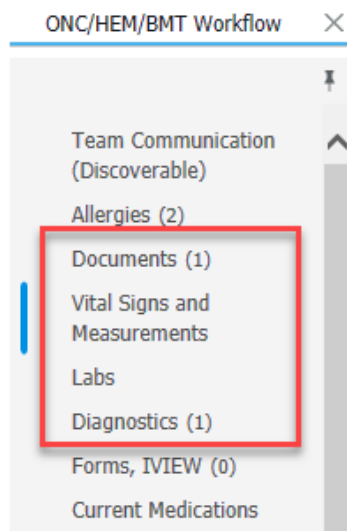 ONC/HEM/BMT Workflow
Team Communication
(Discoverable)
Allergies (2)
Documents (1)
Vital Signs and
Measurements
Labs
Diagnostics (1)
Forms, IVIEW (0)
Current Medications